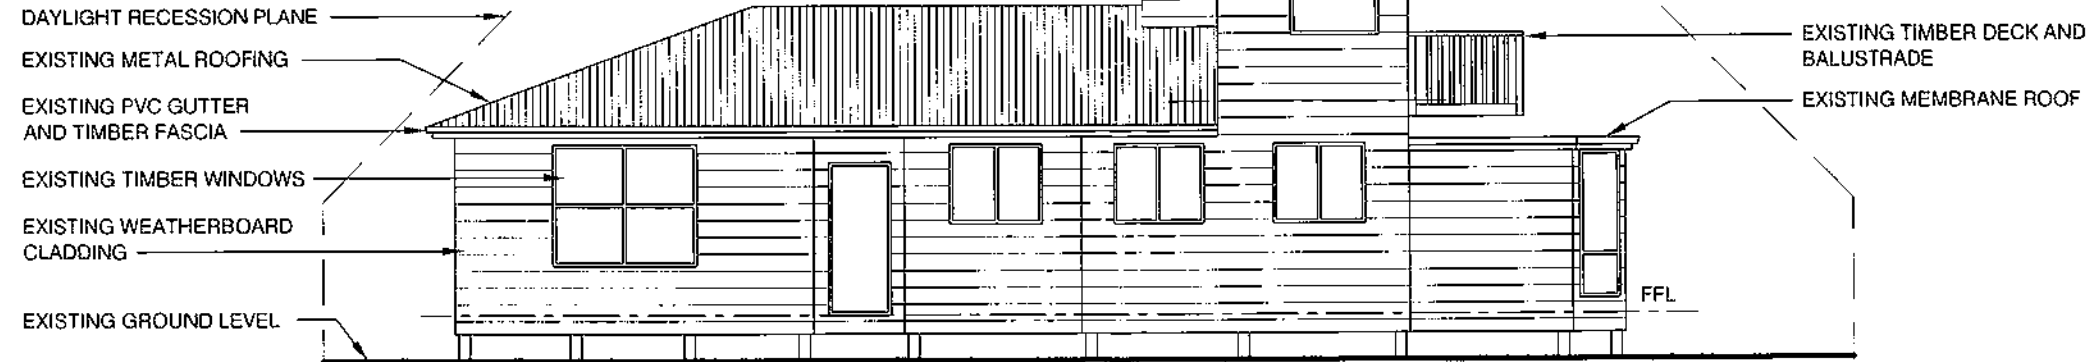 DAYLIGHT RECESSION PLANE
EXISTING METAL ROOFING
EXISTING PVC GUTTER
AND TIMBER FASCIA
EXISTING TIMBER WINDOWS
EXISTING WEATHERBOARD
CLADDING
EXISTING GROUND LEVEL
EXISTING TIMBER DECK AND
BALUSTRADE
EXISTING MEMBRANE ROOF
FFL